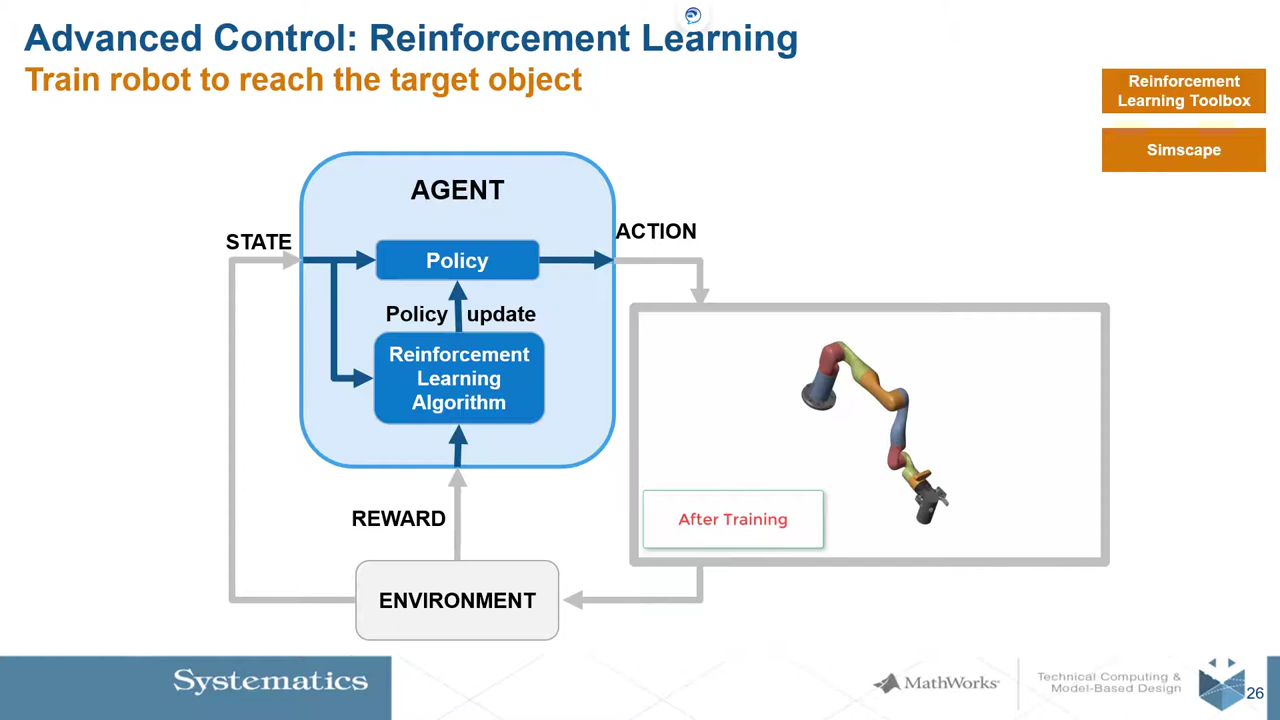 Advanced Control: Reinforcement Learning
Train robot to reach the target object
Reinforcement
Learning Toolbox
Simscape
AGENT
STATE
ACTION
Policy
Policy update
Reinforcement
Learning
Algorithm
After Training
REWARD
ENVIRONMENT
Systematics
MathWorks
Technical Computing &
Model-Based Design
26